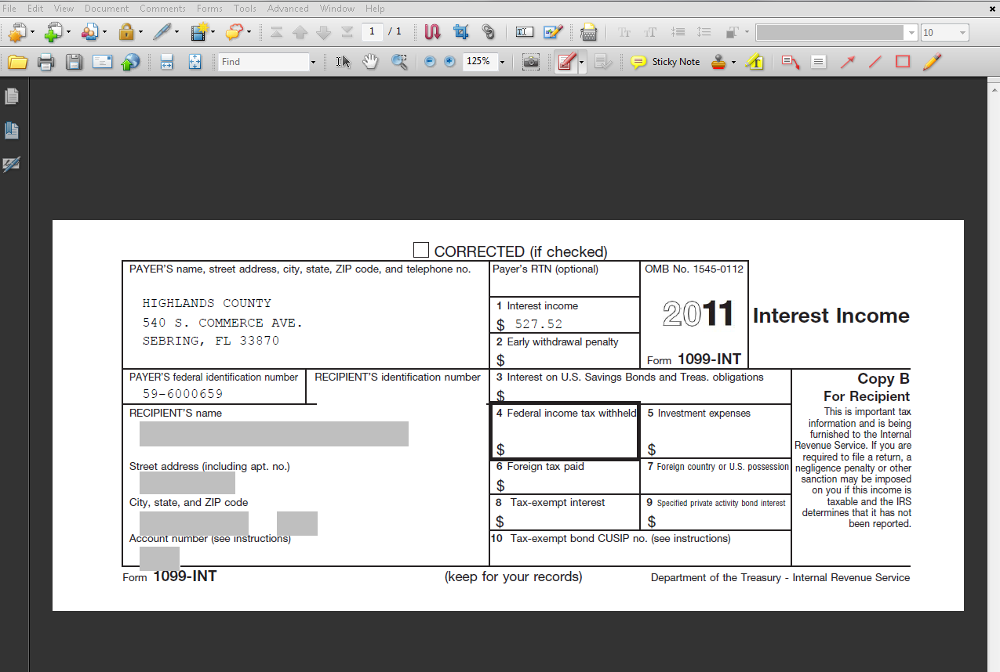 File Edit View Document Comments Forms Tools Advanced Window Help
1 / 1
10
Find
125%
Sticky Note
CORRECTED (if checked)
PAYER'S name, street address, city, state, ZIP code, and telephone no.
HIGHLANDS COUNTY
540 S. COMMERCE AVE.
SEBRING, FL 33870
Payer's RTN (optional)
1 Interest income
$ 527.52
2 Early withdrawal penalty
$
OMB No. 1545-0112
2011
Form 1099-INT
Interest Income
PAYER'S federal identification number
59-6000659
RECIPIENT'S identification number
3 Interest on U.S. Savings Bonds and Treas. obligations
$
Copy B
For Recipient
This is important tax
information and is being
furnished to the Internal
Revenue Service. If you are
required to file a return, a
negligence penalty or other
sanction may be imposed
on you if this income is
taxable and the IRS
determines that it has not
been reported.
RECIPIENT'S name
4 Federal income tax withheld
$
5 Investment expenses
$
Street address (including apt. no.)
6 Foreign tax paid
$
7 Foreign country or U.S. possession
City, state, and ZIP code
8 Tax-exempt interest
$
9 Specified private activity bond interest
$
Account number (see instructions)
10 Tax-exempt bond CUSIP no. (see instructions)
Form 1099-INT
(keep for your records)
Department of the Treasury - Internal Revenue Service